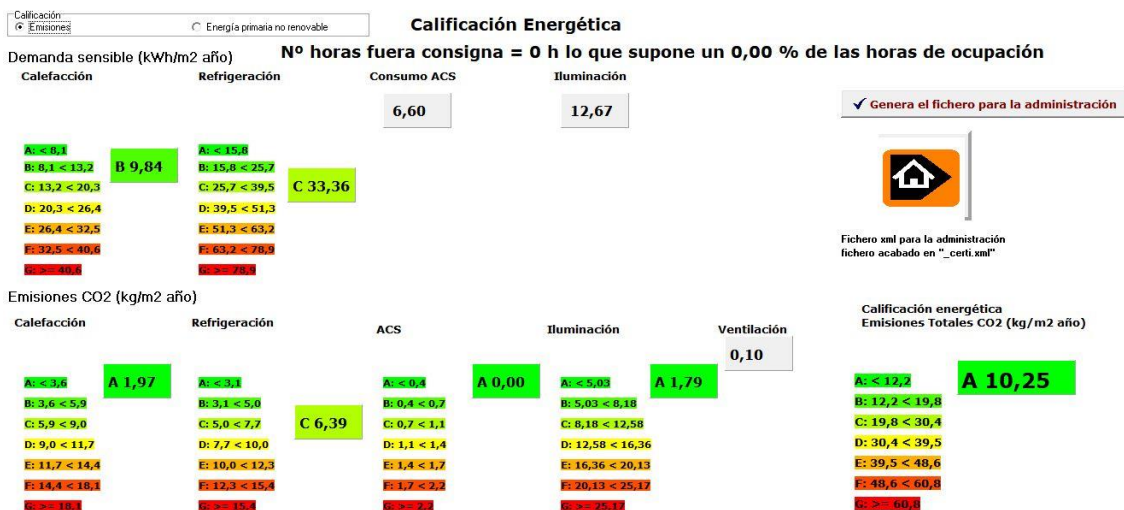 Calificación
Emisiones
Energía primaria no renovable
Calificación Energética
Nº horas fuera consigna = 0 h lo que supone un 0,00 % de las horas de ocupación
Demanda sensible (kWh/m2 año)
Calefacción
Refrigeración
Consumo ACS
Iluminación
6,60
12,67
Genera el fichero para la administración
A: < 8,1
B: 8,1 < 13,2
C: 13,2 < 20,3
D: 20,3 < 26,4
E: 26,4 < 32,5
F: 32,5 < 40,6
G: >= 40,6
B 9,84
A: < 15,8
B: 15,8 < 25,7
C: 25,7 < 39,5
D: 39,5 < 51,3
E: 51,3 < 63,2
F: 63,2 < 78,9
G: >= 78,9
C 33,36
Fichero xml para la administración
fichero acabado en "_certi.xml"
Emisiones CO2 (kg/m2 año)
Calefacción
Refrigeración
ACS
Iluminación
Ventilación
0,10
A: < 3,6
B: 3,6 < 5,9
C: 5,9 < 9,0
D: 9,0 < 11,7
E: 11,7 < 14,4
F: 14,4 < 18,1
G: >= 18,1
A 1,97
A: < 3,1
B: 3,1 < 5,0
C: 5,0 < 7,7
D: 7,7 < 10,0
E: 10,0 < 12,3
F: 12,3 < 15,4
G: >= 15,4
C 6,39
A: < 0,4
B: 0,4 < 0,7
C: 0,7 < 1,1
D: 1,1 < 1,4
E: 1,4 < 1,7
F: 1,7 < 2,2
G: >= 2,2
A 0,00
A: < 5,03
B: 5,03 < 8,18
C: 8,18 < 12,58
D: 12,58 < 16,36
E: 16,36 < 20,13
F: 20,13 < 25,17
G: >= 25,17
A 1,79
Calificación energética
Emisiones Totales CO2 (kg/m2 año)
A: < 12,2
B: 12,2 < 19,8
C: 19,8 < 30,4
D: 30,4 < 39,5
E: 39,5 < 48,6
F: 48,6 < 60,8
G: >= 60,8
A 10,25